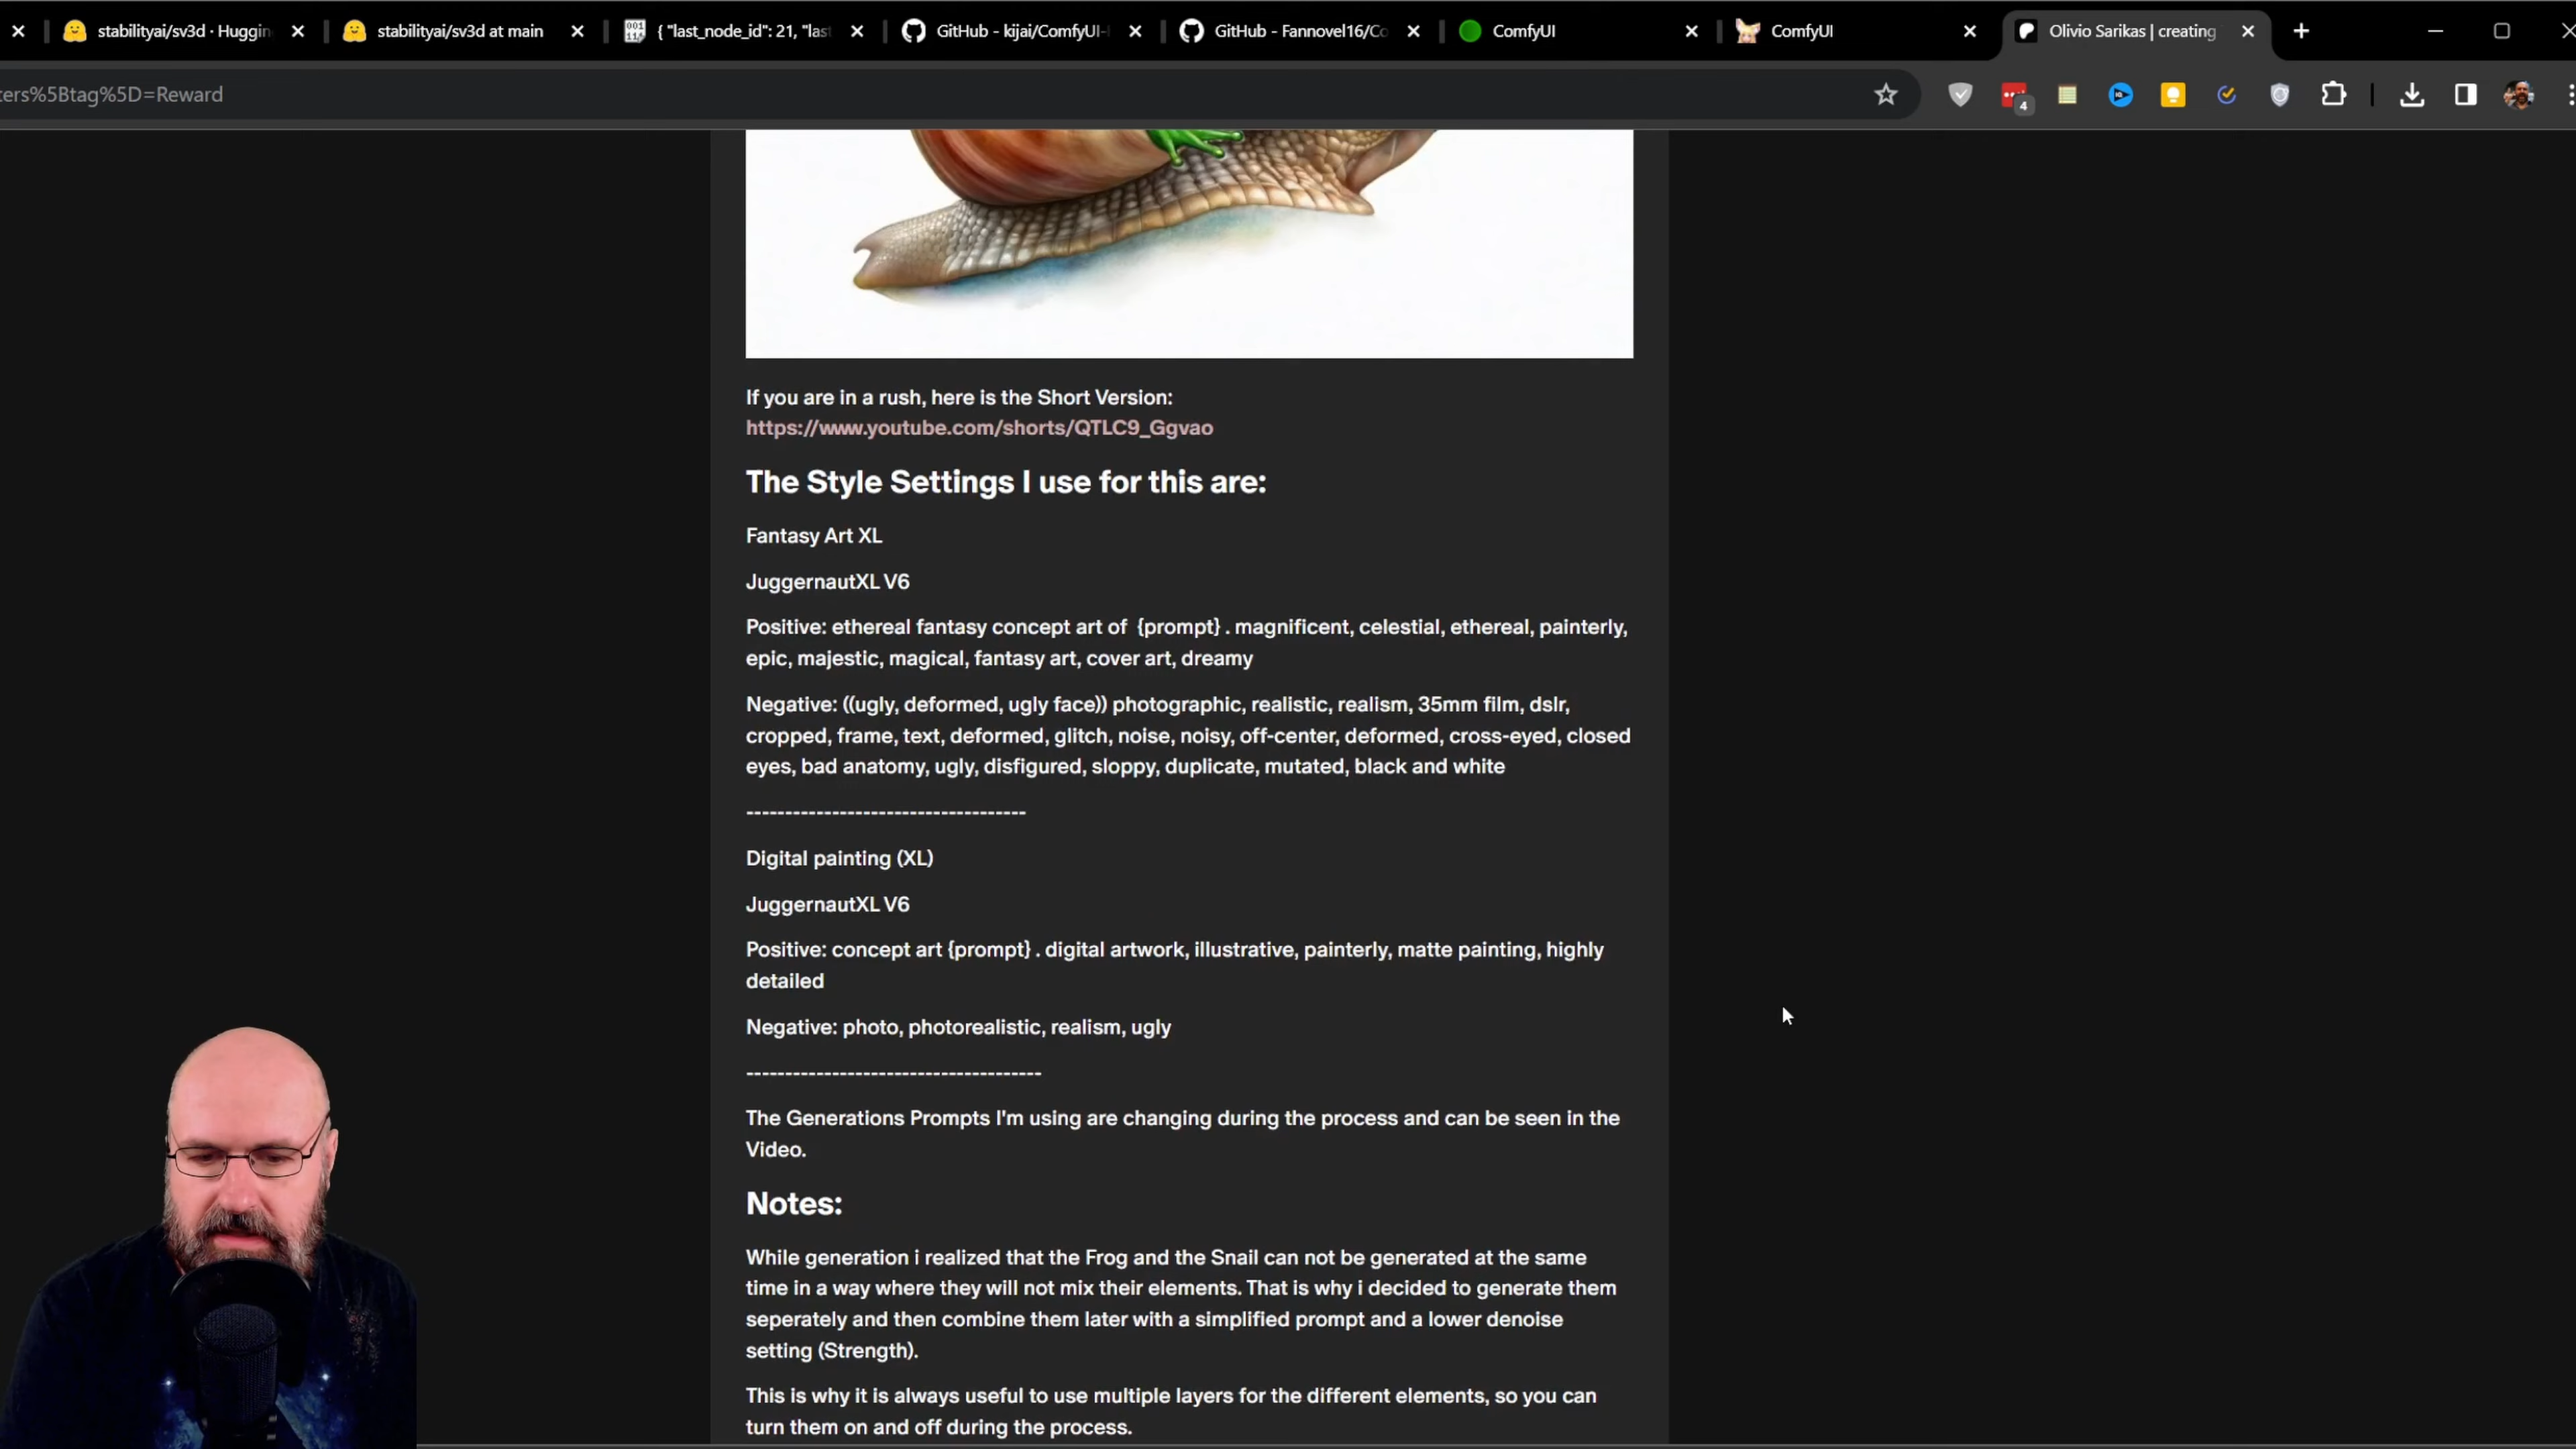 stabilityai/sv3d · Huggin
stabilityai/sv3d at main
{ "last_node_id": 21, "last
GitHub - kijai/ComfyUI-
GitHub - Fannovel16/Co
ComfyUI
ComfyUI
Olivio Sarikas | creating
ters%5Btag%5D=Reward
4
If you are in a rush, here is the Short Version:
https://www.youtube.com/shorts/QTLC9_Ggvao
The Style Settings I use for this are:
Fantasy Art XL
JuggernautXL V6
Positive: ethereal fantasy concept art of {prompt} . magnificent, celestial, ethereal, painterly,
epic, majestic, magical, fantasy art, cover art, dreamy
Negative: ((ugly, deformed, ugly face)) photographic, realistic, realism, 35mm film, dslr,
cropped, frame, text, deformed, glitch, noise, noisy, off-center, deformed, cross-eyed, closed
eyes, bad anatomy, ugly, disfigured, sloppy, duplicate, mutated, black and white
------------------------------------
Digital painting (XL)
JuggernautXL V6
Positive: concept art {prompt} . digital artwork, illustrative, painterly, matte painting, highly
detailed
Negative: photo, photorealistic, realism, ugly
--------------------------------------
The Generations Prompts I'm using are changing during the process and can be seen in the
Video.
Notes:
While generation i realized that the Frog and the Snail can not be generated at the same
time in a way where they will not mix their elements. That is why i decided to generate them
seperately and then combine them later with a simplified prompt and a lower denoise
setting (Strength).
This is why it is always useful to use multiple layers for the different elements, so you can
turn them on and off during the process.